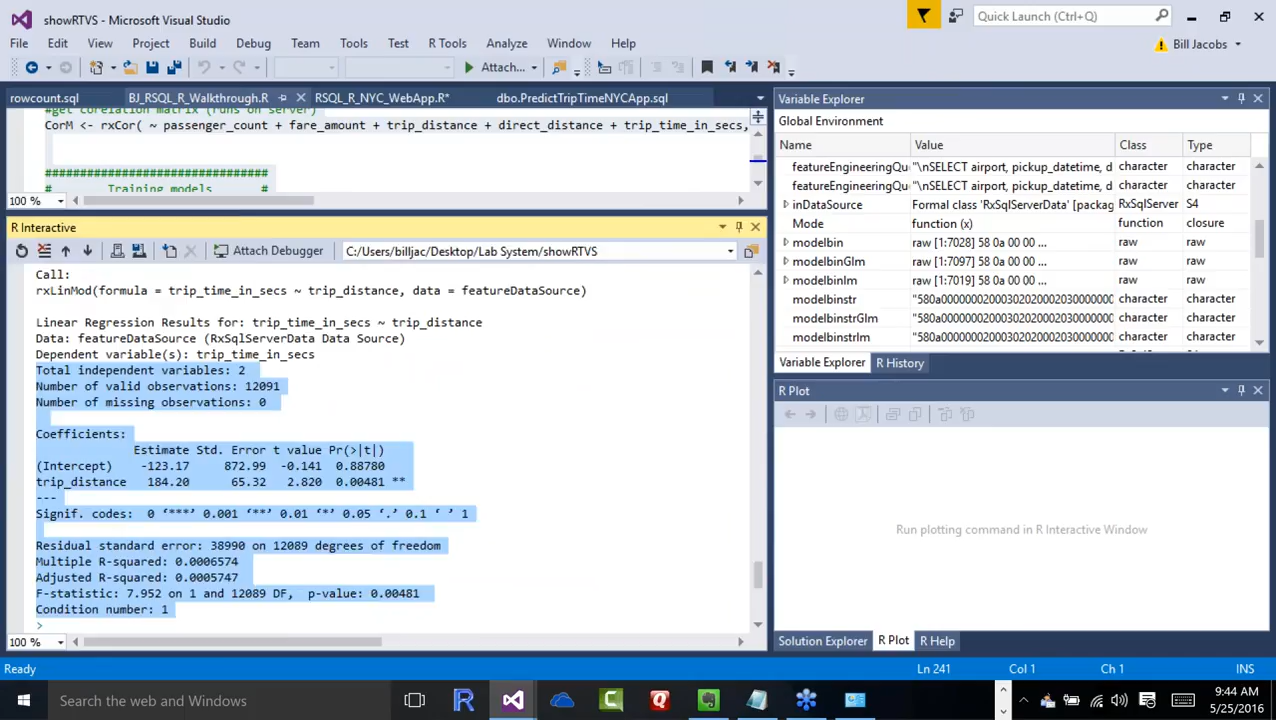 showRTVS - Microsoft Visual Studio
Quick Launch (Ctrl+Q)
File Edit View Project Build Debug Team Tools Test R Tools Analyze Window Help
Bill Jacobs
Attach...
rowcount.sql BJ_RSQL_R_Walkthrough.R RSQL_R_NYC_WebApp.R* dbo.PredictTripTimeNYCApp.sql
#get corelation matrix (runs on server)
CorM <- rxCor( ~ passenger_count + fare_amount + trip_distance + direct_distance + trip_time_in_secs,
##############################
# Training models #
100 %
R Interactive
Attach Debugger C:/Users/billjac/Desktop/Lab System/showRTVS
Call:
rxLinMod(formula = trip_time_in_secs ~ trip_distance, data = featureDataSource)
Linear Regression Results for: trip_time_in_secs ~ trip_distance
Data: featureDataSource (RxSqlServerData Data Source)
Dependent variable(s): trip_time_in_secs
Total independent variables: 2
Number of valid observations: 12091
Number of missing observations: 0
Coefficients:
Estimate Std. Error t value Pr(>|t|)
(Intercept) -123.17 872.99 -0.141 0.88780
trip_distance 184.20 65.32 2.820 0.00481 **
---
Signif. codes: 0 ‘***’ 0.001 ‘**’ 0.01 ‘*’ 0.05 ‘.’ 0.1 ‘ ’ 1
Residual standard error: 38990 on 12089 degrees of freedom
Multiple R-squared: 0.0006574
Adjusted R-squared: 0.0005747
F-statistic: 7.952 on 1 and 12089 DF, p-value: 0.00481
Condition number: 1
>
100 %
Variable Explorer
Global Environment
Name Value Class Type
featureEngineeringQu "\nSELECT airport, pickup_datetime, d character character
featureEngineeringQu "\nSELECT airport, pickup_datetime, d character character
inDataSource Formal class 'RxSqlServerData' [packag RxSqlServer S4
Mode function (x) function closure
modelbin raw [1:7028] 58 0a 00 00 ... raw raw
modelbinGlm raw [1:7097] 58 0a 00 00 ... raw raw
modelbinlm raw [1:7019] 58 0a 00 00 ... raw raw
modelbinstr character character
modelbinstrGlm character character
modelbinstrlm character character
Variable Explorer R History
R Plot
Run plotting command in R Interactive Window
Solution Explorer R Plot R Help
Ready Ln 241 Col 1 Ch 1 INS
Search the web and Windows
9:44 AM
5/25/2016